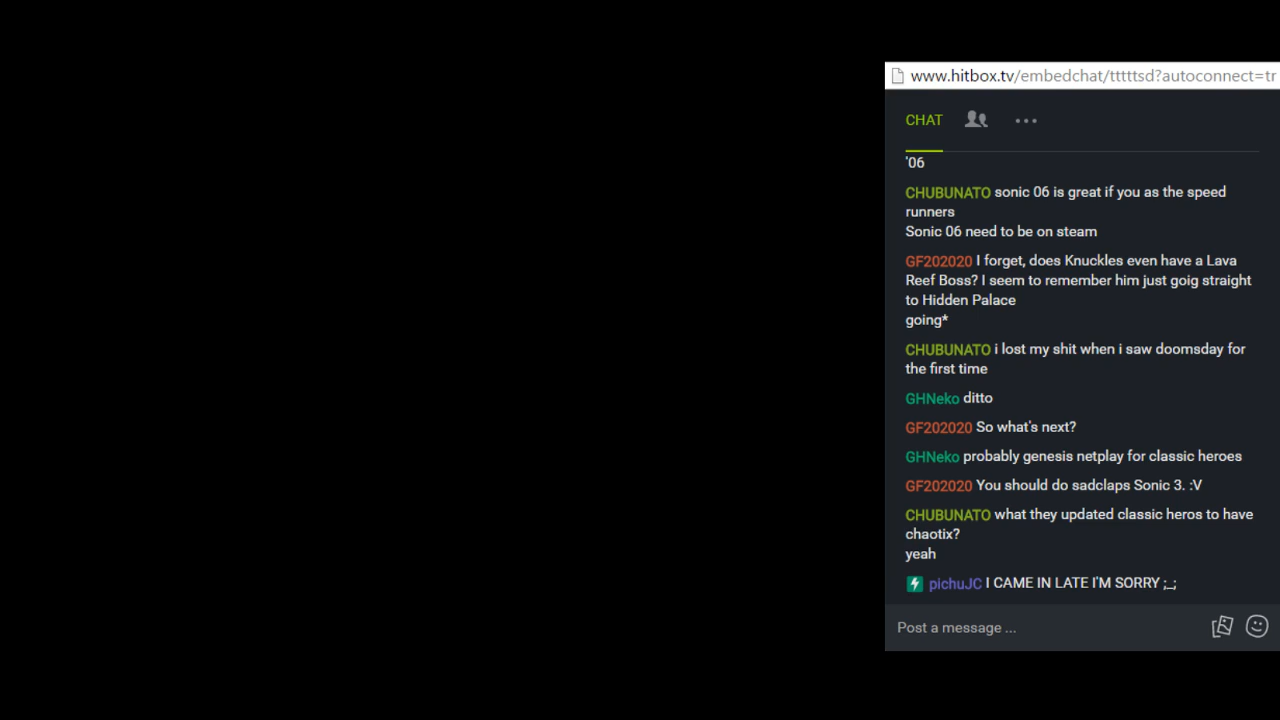 www.hitbox.tv/embedchat/tttttsd?autoconnect=tr
CHAT
'06
CHUBUNATO sonic 06 is great if you as the speed
runners
Sonic 06 need to be on steam
GF202020 I forget, does Knuckles even have a Lava
Reef Boss? I seem to remember him just goig straight
to Hidden Palace
going*
CHUBUNATO i lost my shit when i saw doomsday for
the first time
GHNeko ditto
GF202020 So what's next?
GHNeko probably genesis netplay for classic heroes
GF202020 You should do sadclaps Sonic 3. :V
CHUBUNATO what they updated classic heros to have
chaotix?
yeah
pichuJC I CAME IN LATE I'M SORRY ;_;
Post a message ...